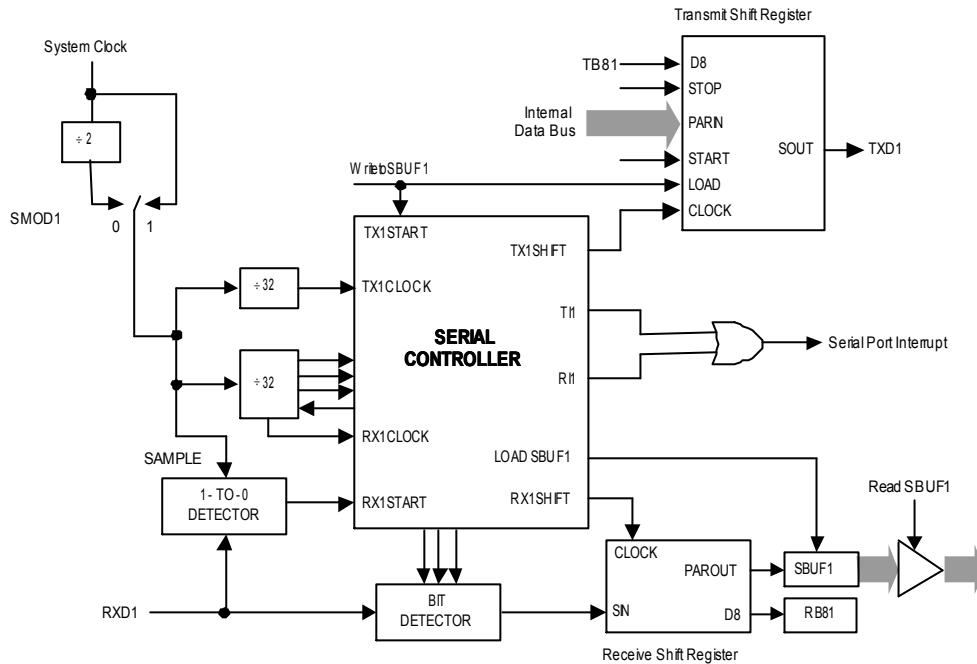 Transmit Shift Register
System Clock
TB81
D8
STOP
÷ 2
Internal
Data Bus
PARIN
SOUT
TXD1
START
Write to SBUF1
LOAD
SMOD1
0 1
CLOCK
TX1START
TX1SHIFT
÷ 32
TX1CLOCK
TI1
SERIAL
CONTROLLER
Serial Port Interrupt
÷ 32
RI1
RX1CLOCK
SAMPLE
LOAD SBUF1
1-TO-0
DETECTOR
RX1START
RX1SHIFT
Read SBUF1
CLOCK
PAROUT
SBUF1
RXD1
BIT
DETECTOR
SIN
D8
RB81
Receive Shift Register